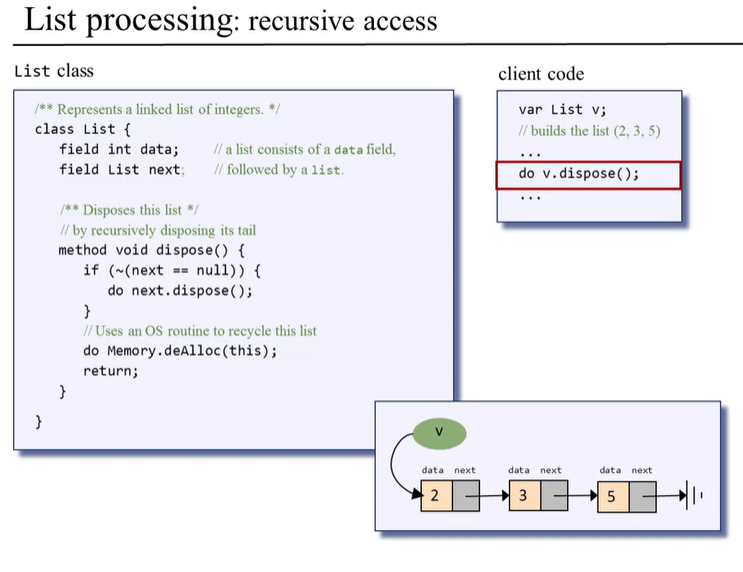 List processing: recursive access
List class
/** Represents a linked list of integers. */
class List {
field int data; // a list consists of a data field,
field List next; // followed by a list.
/** Disposes this list */
// by recursively disposing its tail
method void dispose() {
if (~(next == null)) {
do next.dispose();
}
// Uses an OS routine to recycle this list
do Memory.deAlloc(this);
return;
}
}
client code
var List v;
// builds the list (2, 3, 5)
...
do v.dispose();
...
v
data next data next data next
2 3 5